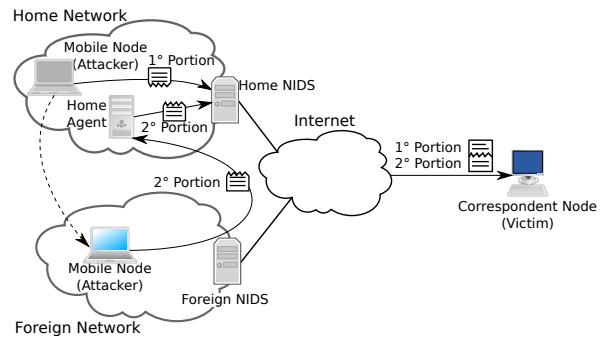 Home Network
Mobile Node
(Attacker)
1° Portion
Home NIDS
Home
Agent
2° Portion
Internet
1° Portion
2° Portion
2° Portion
Correspondent Node
(Victim)
Mobile Node
(Attacker)
Foreign NIDS
Foreign Network